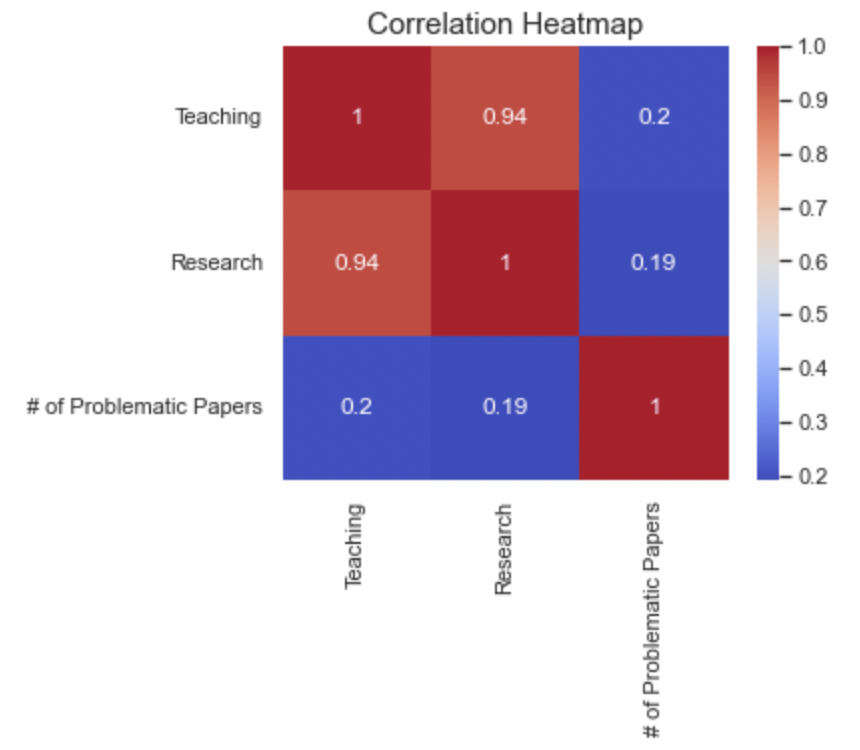 Correlation Heatmap
Teaching 1 0.94 0.2
Research 0.94 1 0.19
# of Problematic Papers 0.2 0.19 1
Teaching
Research
# of Problematic Papers
1.0
0.9
0.8
0.7
0.6
0.5
0.4
0.3
0.2